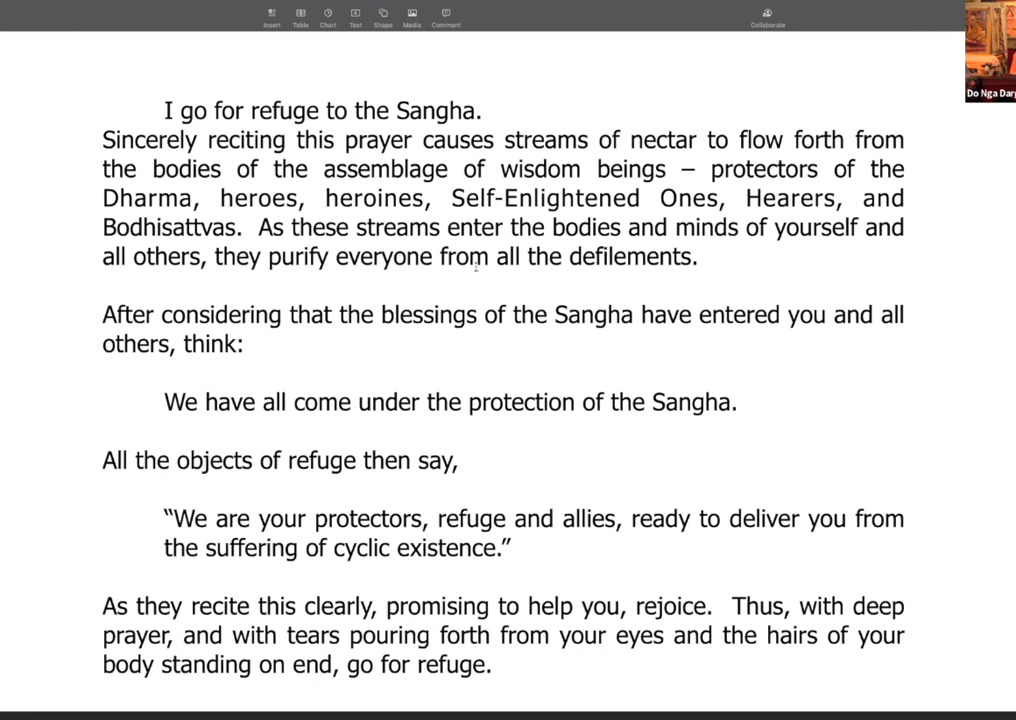 Insert Table Chart Text Shape Media Comment Collaborate
Do Nga Darg
I go for refuge to the Sangha.
Sincerely reciting this prayer causes streams of nectar to flow forth from
the bodies of the assemblage of wisdom beings – protectors of the
Dharma, heroes, heroines, Self-Enlightened Ones, Hearers, and
Bodhisattvas. As these streams enter the bodies and minds of yourself and
all others, they purify everyone from all the defilements.
After considering that the blessings of the Sangha have entered you and all
others, think:
We have all come under the protection of the Sangha.
All the objects of refuge then say,
“We are your protectors, refuge and allies, ready to deliver you from
the suffering of cyclic existence.”
As they recite this clearly, promising to help you, rejoice. Thus, with deep
prayer, and with tears pouring forth from your eyes and the hairs of your
body standing on end, go for refuge.